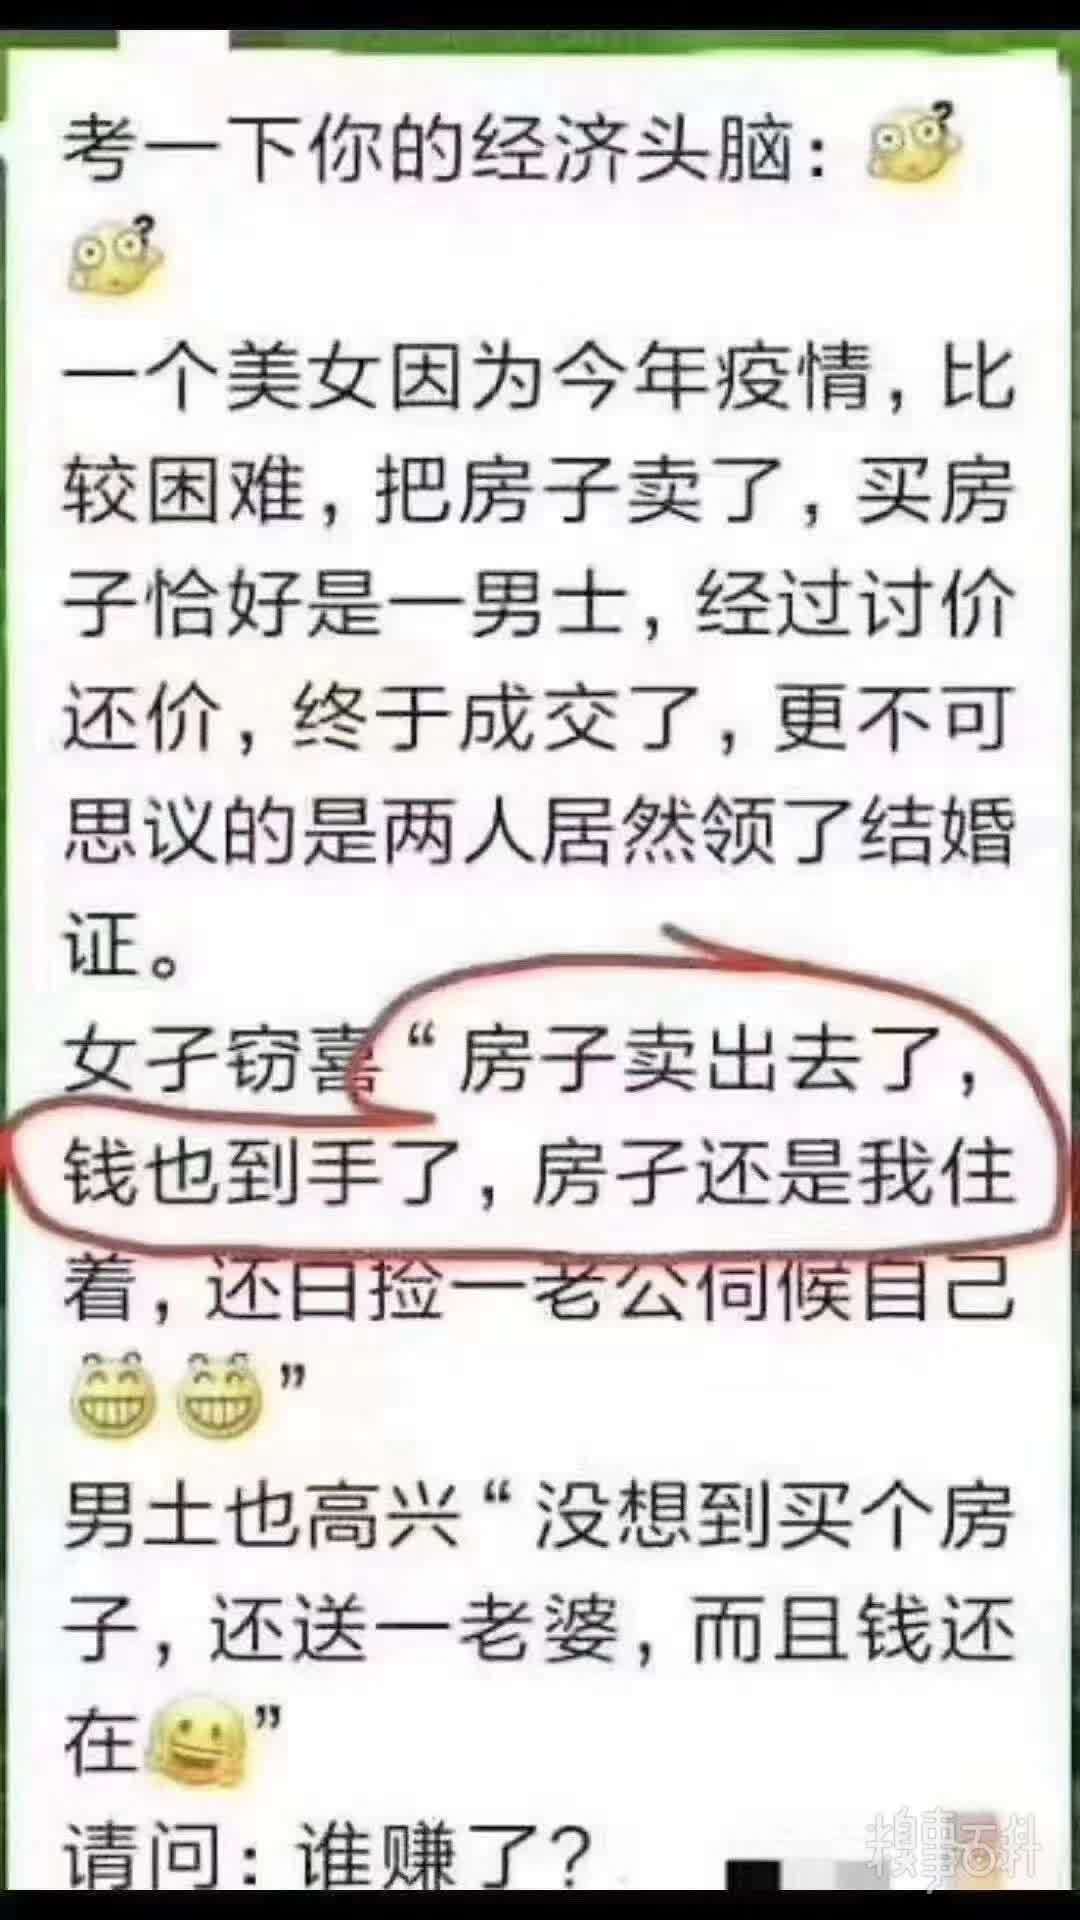 考一下你的经济头脑：
一个美女因为今年疫情，比
较困难，把房子卖了，买房
子恰好是一男士，经过讨价
还价，终于成交了，更不可
思议的是两人居然领了结婚
证。
女孑窃喜“房子卖出去了，
钱也到手了，房孑还是我住
着，还白捡一老公伺候自己
”
男士也高兴“没想到买个房
子，还送一老婆，而且钱还
在”
请问：谁赚了？
糗事百科